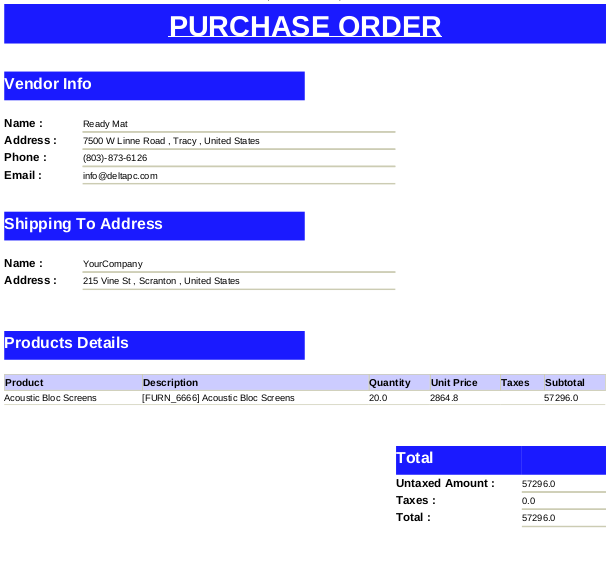 PURCHASE ORDER
Vendor Info
Name : Ready Mat
Address : 7500 W Linne Road , Tracy , United States
Phone : (803)-873-6126
Email : info@deltapc.com
Shipping To Address
Name : YourCompany
Address : 215 Vine St , Scranton , United States
Products Details
Product Description Quantity Unit Price Taxes Subtotal
Acoustic Bloc Screens [FURN_6666] Acoustic Bloc Screens 20.0 2864.8 57296.0
Total
Untaxed Amount : 57296.0
Taxes : 0.0
Total : 57296.0